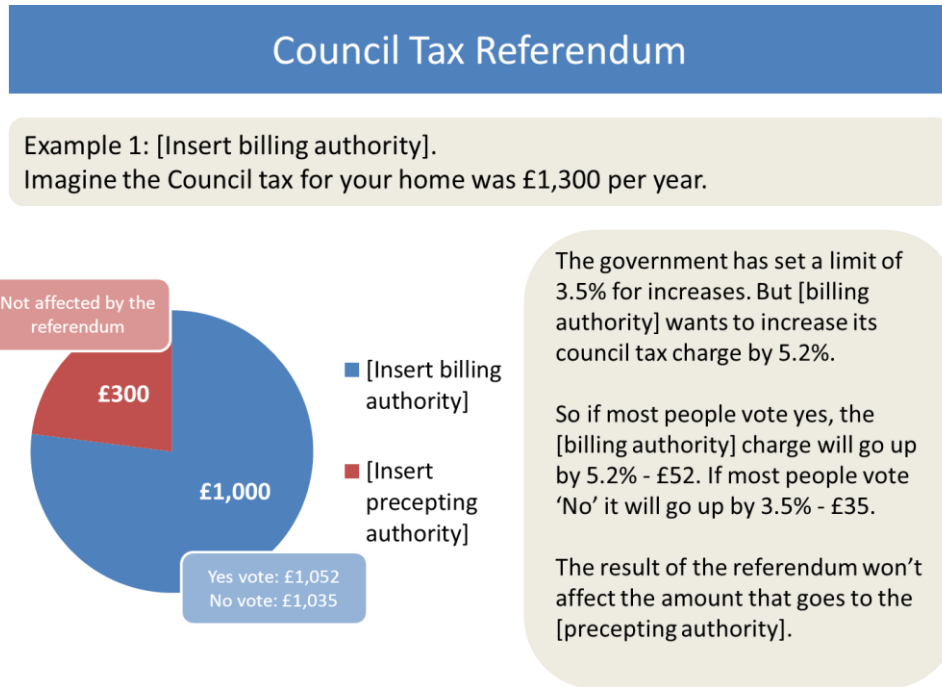 Council Tax Referendum
Example 1: [Insert billing authority].
Imagine the Council tax for your home was £1,300 per year.
Not affected by the
referendum
£300
£1,000
Yes vote: £1,052
No vote: £1,035
[Insert billing
authority]
[Insert
precepting
authority]
The government has set a limit of
3.5% for increases. But [billing
authority] wants to increase its
council tax charge by 5.2%.
So if most people vote yes, the
[billing authority] charge will go up
by 5.2% - £52. If most people vote
‘No’ it will go up by 3.5% - £35.
The result of the referendum won’t
affect the amount that goes to the
[precepting authority].